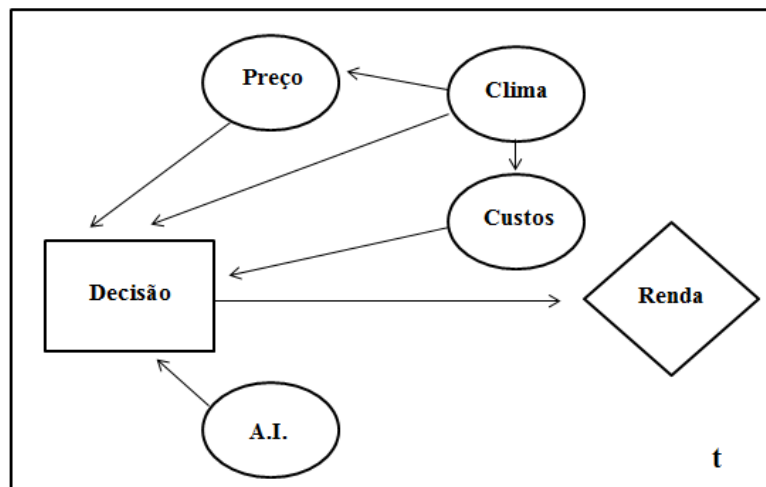 Preço
Clima
Custos
Decisão
Renda
A.I.
t